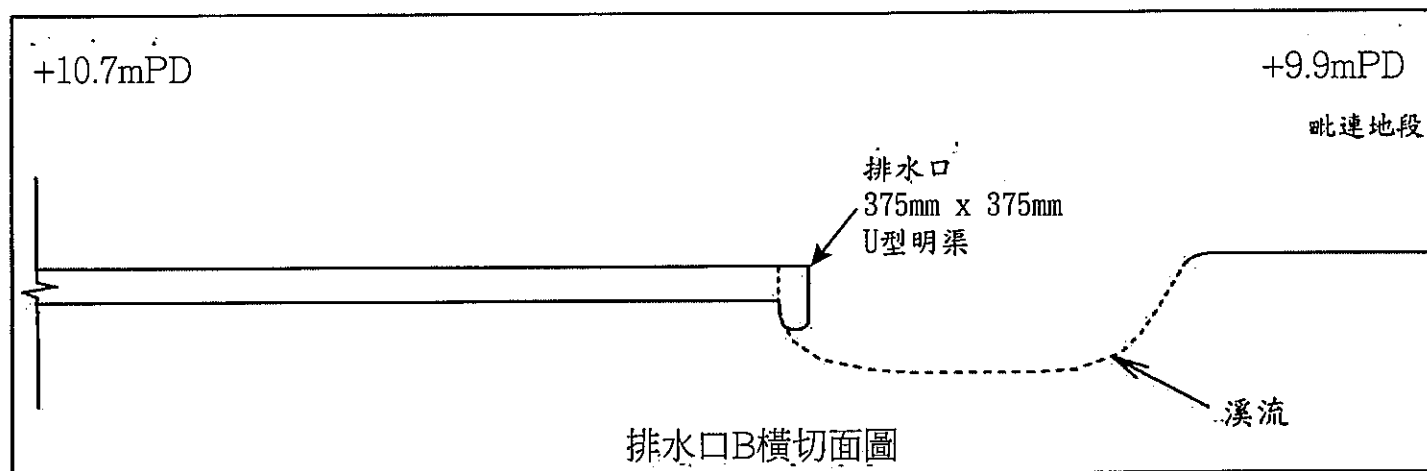 +10.7mPD
+9.9mPD
毗連地段
排水口
375mm x 375mm
U型明渠
溪流
排水口B橫切面圖